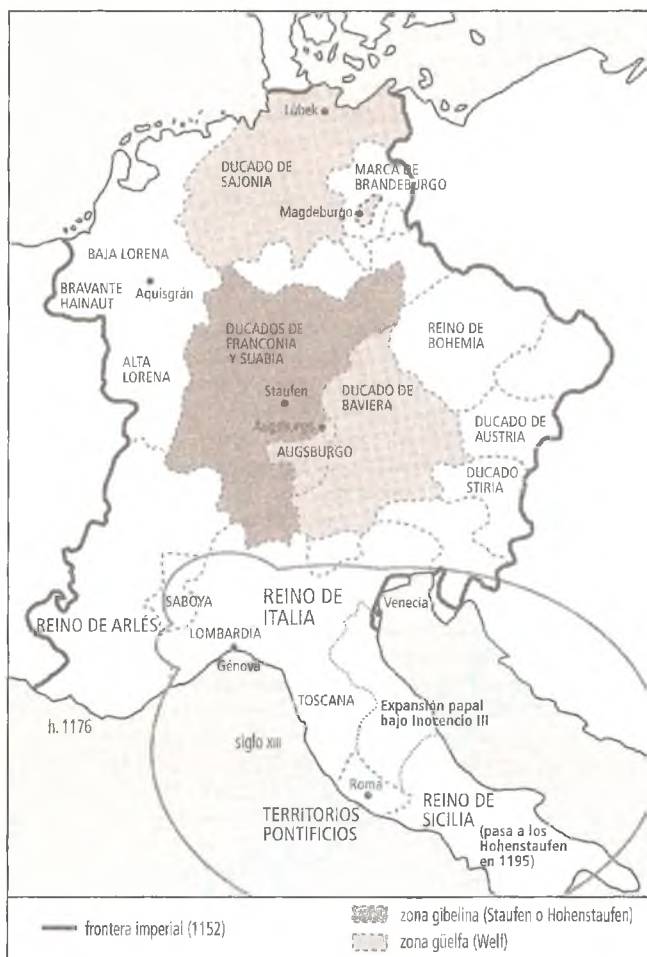 Lübek
DUCADO DE
SAJONIA
MARCA DE
BRANDEBURGO
Magdeburgo
BAJA LORENA
BRAVANTE
HAINAUT
Aquisgrán
DUCADOS DE
FRANCONIA
Y SUABIA
REINO DE
BOHEMIA
ALTA
LORENA
Staufen
DUCADO DE
BAVIERA
Augsburgo
AUGSBURGO
DUCADO DE
AUSTRIA
DUCADO
STIRIA
SABOYA
REINO DE
ITALIA
Venecia
REINO DE ARLÉS
LOMBARDIA
Génova
TOSCANA
Expansión papal
bajo Inocencio III
h. 1176
siglo XIII
Roma
TERRITORIOS
PONTIFICIOS
REINO DE
SICILIA
(pasa a los
Hohenstaufen
en 1195)
frontera imperial (1152)
zona gibelina (Staufen o Hohenstaufen)
zona güelfa (Welf)